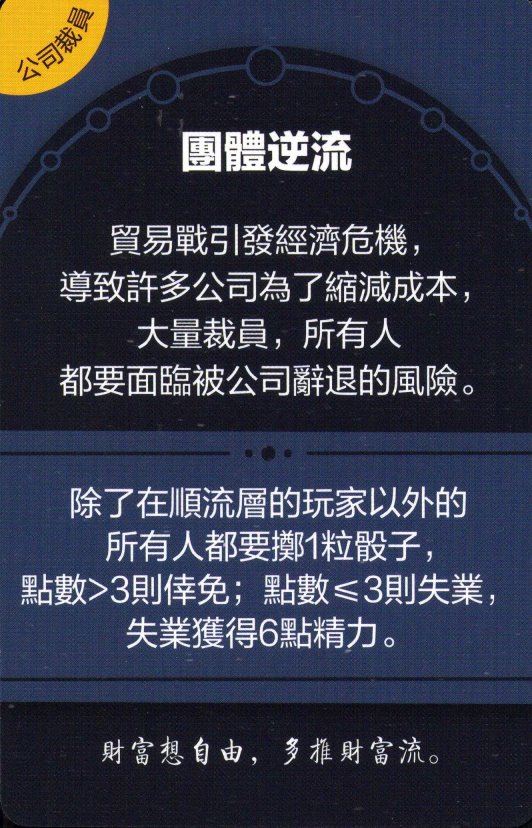 公司裁員
團體逆流
貿易戰引發經濟危機，
導致許多公司為了縮減成本，
大量裁員，所有人
都要面臨被公司辭退的風險。
除了在順流層的玩家以外的
所有人都要擲1粒骰子，
點數>3則倖免；點數≤3則失業，
失業獲得6點精力。
財富想自由，多推財富流。